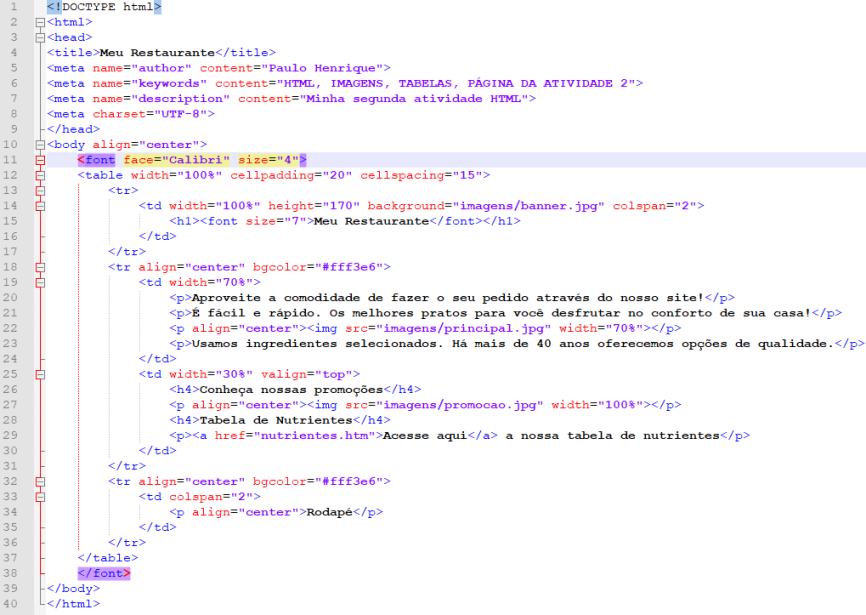 1 <!DOCTYPE html>
2 <html>
3 <head>
4 <title>Meu Restaurante</title>
5 <meta name="author" content="Paulo Henrique">
6 <meta name="keywords" content="HTML, IMAGENS, TABELAS, PÁGINA DA ATIVIDADE 2">
7 <meta name="description" content="Minha segunda atividade HTML">
8 <meta charset="UTF-8">
9 </head>
10 <body align="center">
11 <font face="Calibri" size="4">
12 <table width="100%" cellpadding="20" cellspacing="15">
13 <tr>
14 <td width="100%" height="170" background="imagens/banner.jpg" colspan="2">
15 <h1><font size="7">Meu Restaurante</font></h1>
16 </td>
17 </tr>
18 <tr align="center" bgcolor="#fff3e6">
19 <td width="70%">
20 <p>Aproveite a comodidade de fazer o seu pedido através do nosso site!</p>
21 <p>É fácil e rápido. Os melhores pratos para você desfrutar no conforto de sua casa!</p>
22 <p align="center"><img src="imagens/principal.jpg" width="70%"></p>
23 <p>Usamos ingredientes selecionados. Há mais de 40 anos oferecemos opções de qualidade.</p>
24 </td>
25 <td width="30%" valign="top">
26 <h4>Conheça nossas promoções</h4>
27 <p align="center"><img src="imagens/promocao.jpg" width="100%"></p>
28 <h4>Tabela de Nutrientes</h4>
29 <p><a href="nutrientes.htm">Acesse aqui</a> a nossa tabela de nutrientes</p>
30 </td>
31 </tr>
32 <tr align="center" bgcolor="#fff3e6">
33 <td colspan="2">
34 <p align="center">Rodapé</p>
35 </td>
36 </tr>
37 </table>
38 </font>
39 </body>
40 </html>